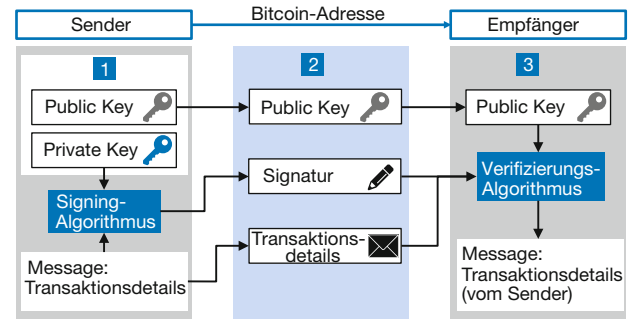 Sender
Bitcoin-Adresse
Empfänger
1
2
3
Public Key
Public Key
Public Key
Private Key
Signing-
Algorithmus
Signatur
Verifizierungs-
Algorithmus
Transaktions-
details
Message:
Transaktionsdetails
Message:
Transaktionsdetails
(vom Sender)